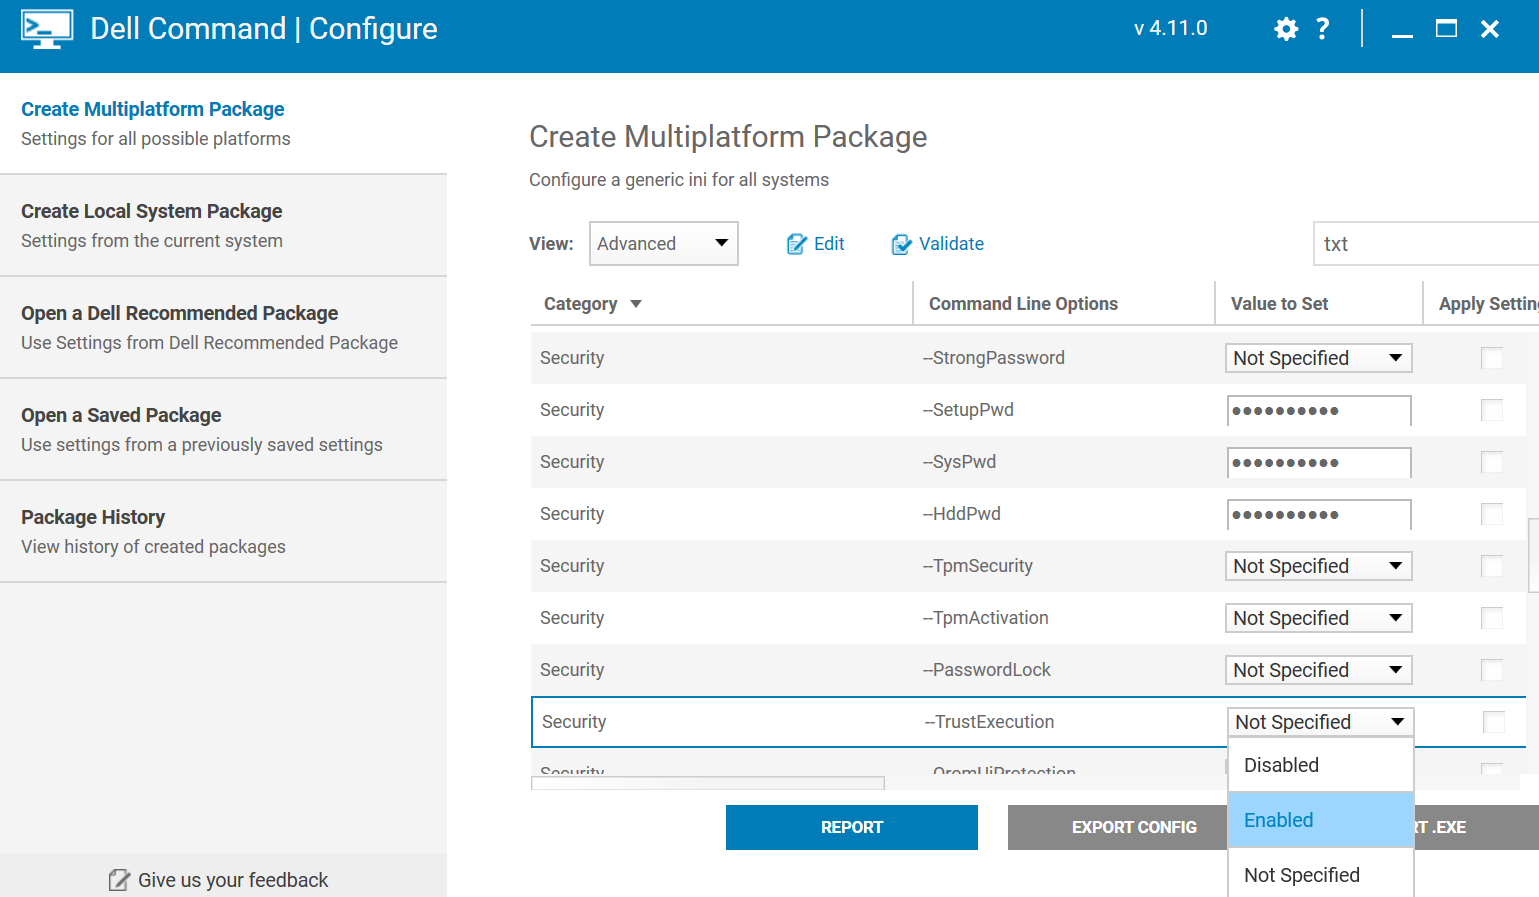 Dell Command | Configure
v 4.11.0
?
Create Multiplatform Package
Settings for all possible platforms
Create Local System Package
Settings from the current system
Open a Dell Recommended Package
Use Settings from Dell Recommended Package
Open a Saved Package
Use settings from a previously saved settings
Package History
View history of created packages
Give us your feedback
Create Multiplatform Package
Configure a generic ini for all systems
View: Advanced Edit Validate txt
Category Command Line Options Value to Set Apply Setting
Security --StrongPassword Not Specified
Security --SetupPwd ••••••••••
Security --SysPwd ••••••••••
Security --HddPwd ••••••••••
Security --TpmSecurity Not Specified
Security --TpmActivation Not Specified
Security --PasswordLock Not Specified
Security --TrustExecution Not Specified
Security --OromUiProtection
Disabled
Enabled
Not Specified
REPORT EXPORT CONFIG RT .EXE